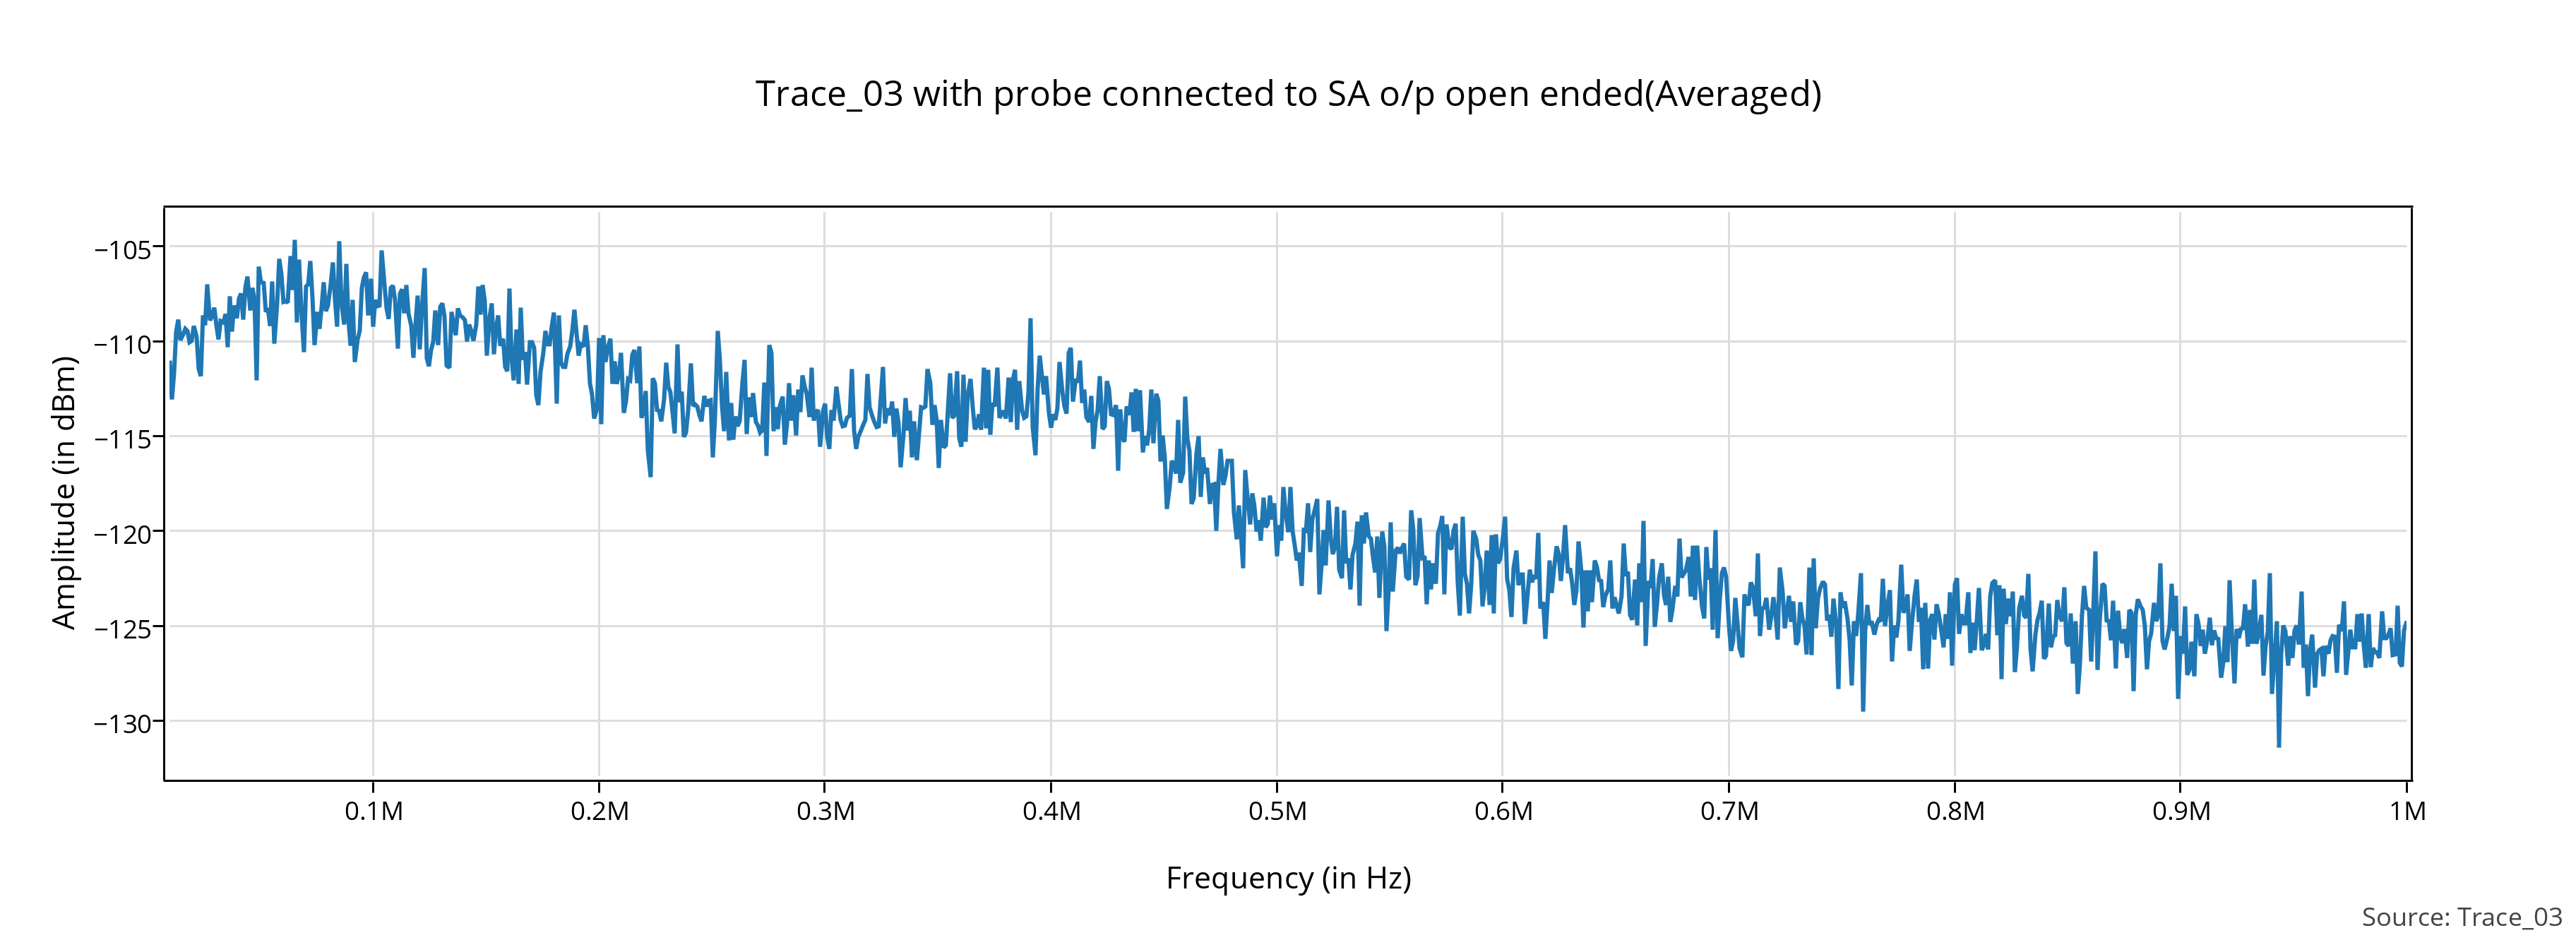 Trace_03 with probe connected to SA o/p open ended(Averaged)
Amplitude (in dBm)
−105
−110
−115
−120
−125
−130
0.1M 0.2M 0.3M 0.4M 0.5M 0.6M 0.7M 0.8M 0.9M 1M
Frequency (in Hz)
Source: Trace_03